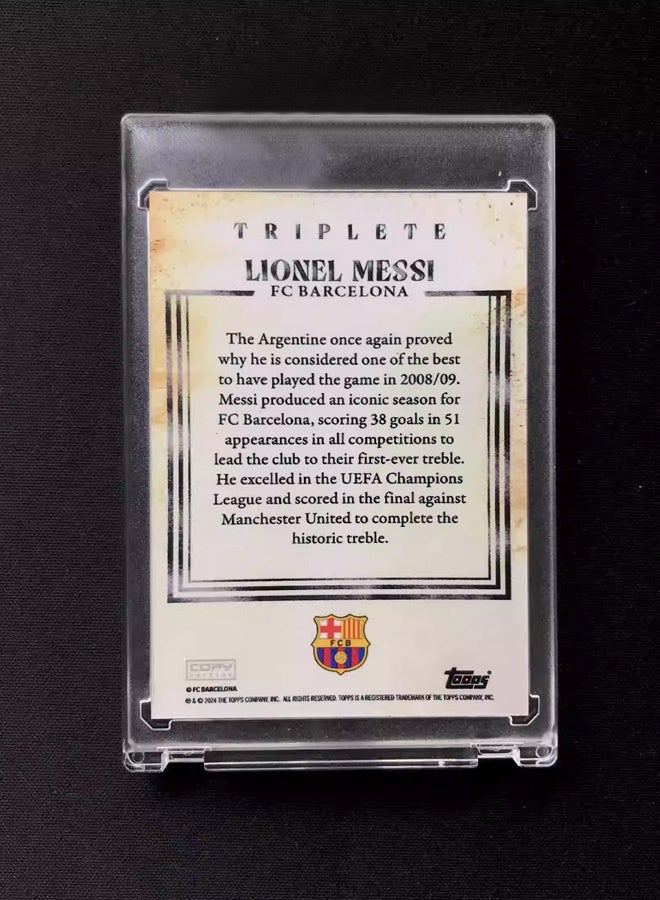 TRIPLETE
LIONEL MESSI
FC BARCELONA
The Argentine once again proved
why he is considered one of the best
to have played the game in 2008/09.
Messi produced an iconic season for
FC Barcelona, scoring 38 goals in 51
appearances in all competitions to
lead the club to their first-ever treble.
He excelled in the UEFA Champions
League and scored in the final against
Manchester United to complete the
historic treble.
FCB
COPY
version
© FC BARCELONA
topps
® & © 2024 THE TOPPS COMPANY, INC. ALL RIGHTS RESERVED. TOPPS IS A REGISTERED TRADEMARK OF THE TOPPS COMPANY, INC.